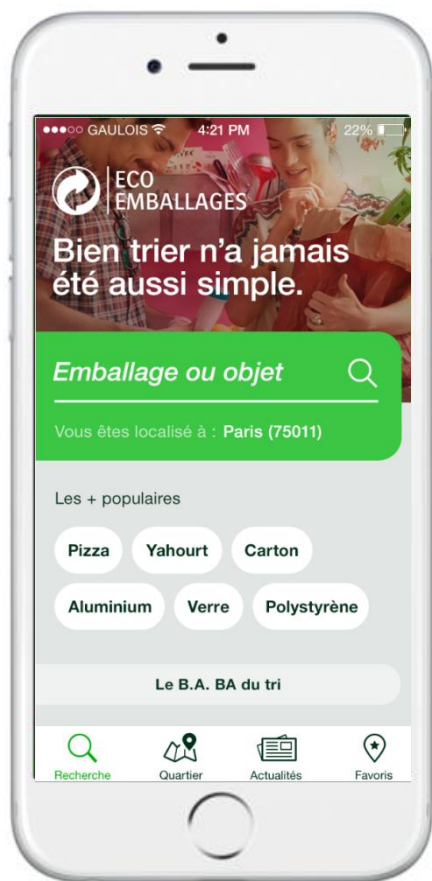 GAULOIS 4:21 PM 22%
ECO
EMBALLAGES
Bien trier n'a jamais
été aussi simple.
Emballage ou objet
Vous êtes localisé à : Paris (75011)
Les + populaires
Pizza Yahourt Carton
Aluminium Verre Polystyrène
Le B.A. BA du tri
Recherche Quartier Actualités Favoris